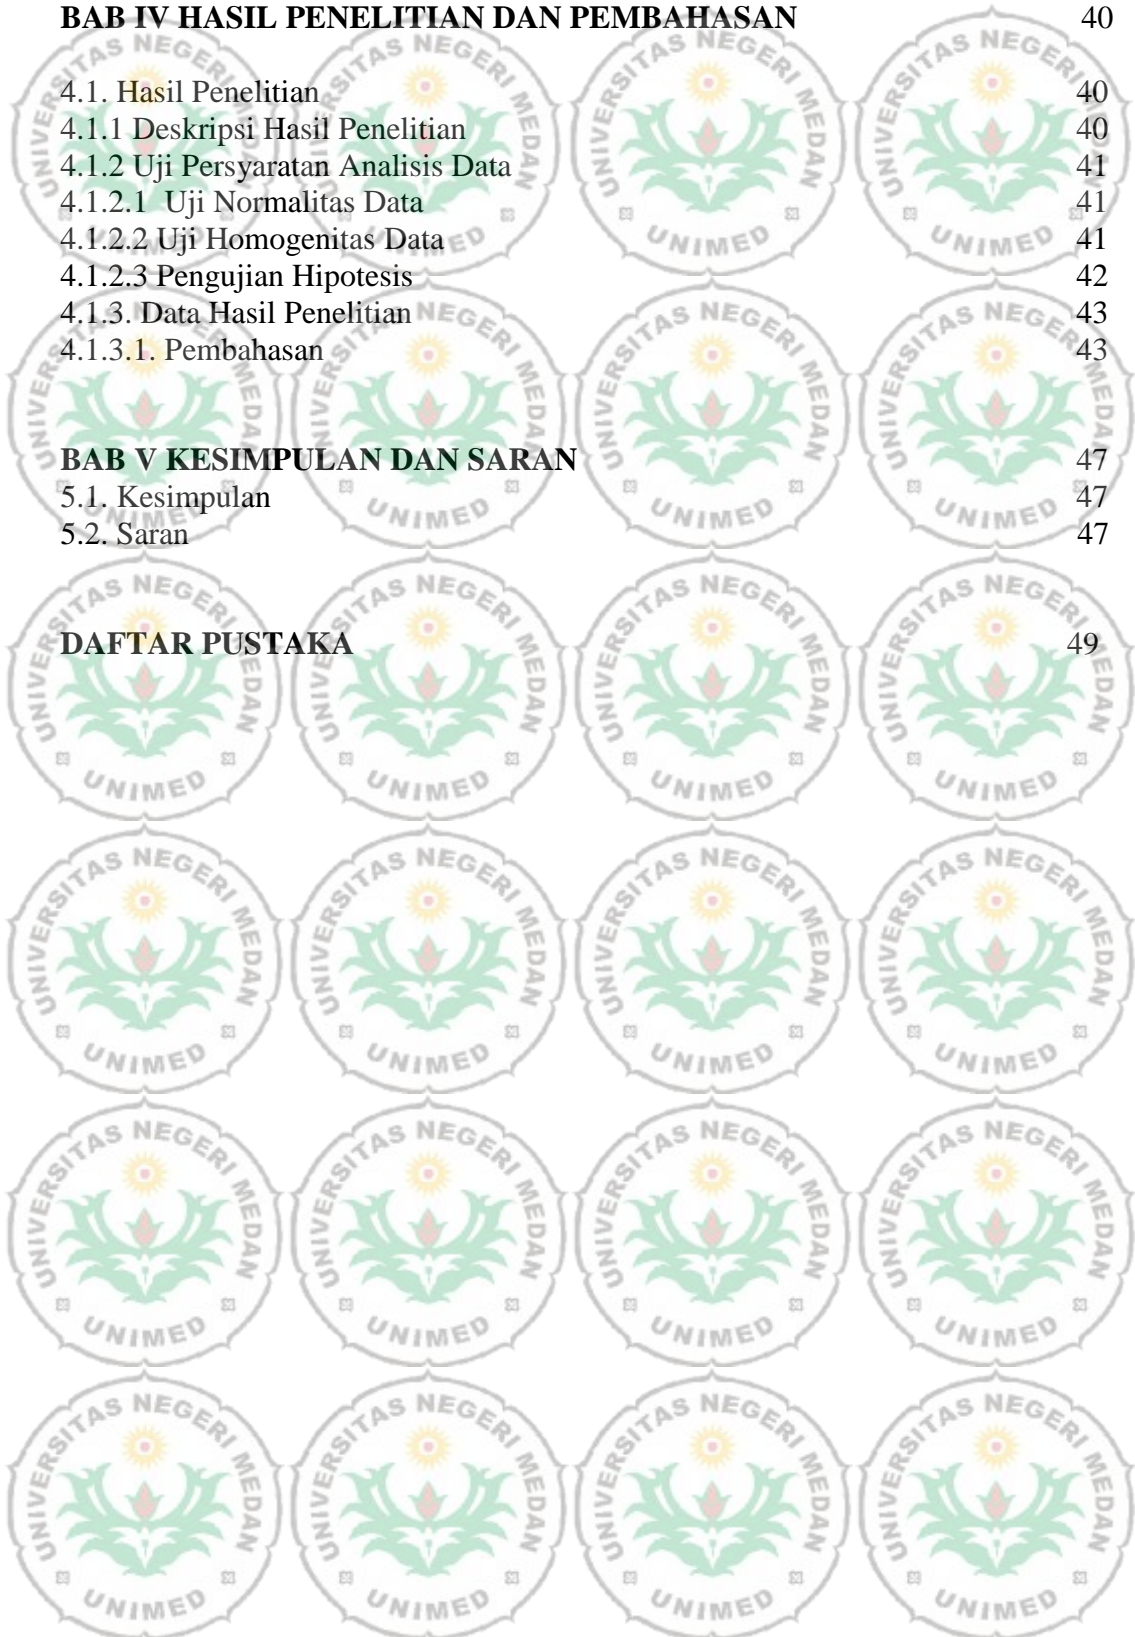 BAB IV HASIL PENELITIAN DAN PEMBAHASAN 40
4.1. Hasil Penelitian 40
4.1.1 Deskripsi Hasil Penelitian 40
4.1.2 Uji Persyaratan Analisis Data 41
4.1.2.1 Uji Normalitas Data 41
4.1.2.2 Uji Homogenitas Data 41
4.1.2.3 Pengujian Hipotesis 42
4.1.3. Data Hasil Penelitian 43
4.1.3.1. Pembahasan 43
BAB V KESIMPULAN DAN SARAN 47
5.1. Kesimpulan 47
5.2. Saran 47
DAFTAR PUSTAKA 49
UNIVERSITAS NEGERI MEDAN
UNIMED